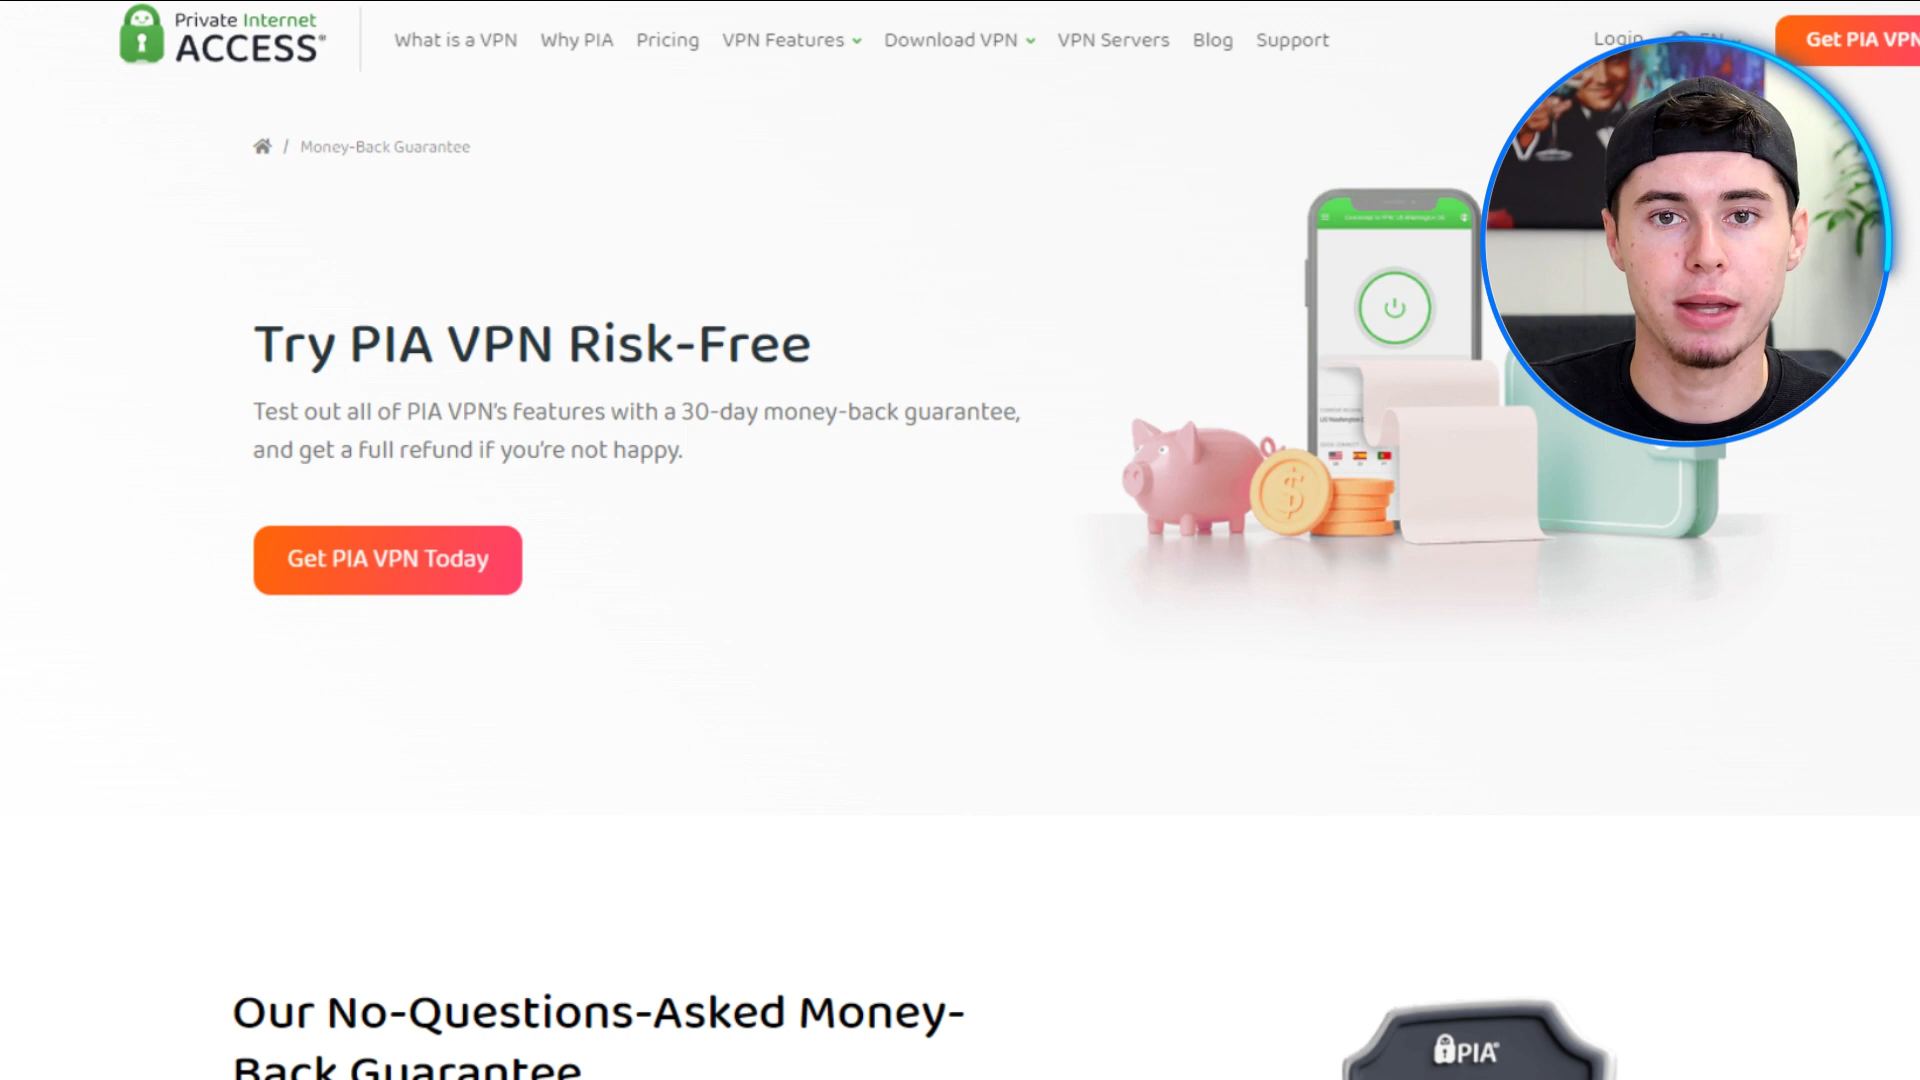 Private Internet
ACCESS®
What is a VPN Why PIA Pricing VPN Features Download VPN VPN Servers Blog Support
Login
Get PIA VPN
/ Money-Back Guarantee
Try PIA VPN Risk-Free
Test out all of PIA VPN's features with a 30-day money-back guarantee,
and get a full refund if you're not happy.
Get PIA VPN Today
Our No-Questions-Asked Money-
Back Guarantee
PIA®